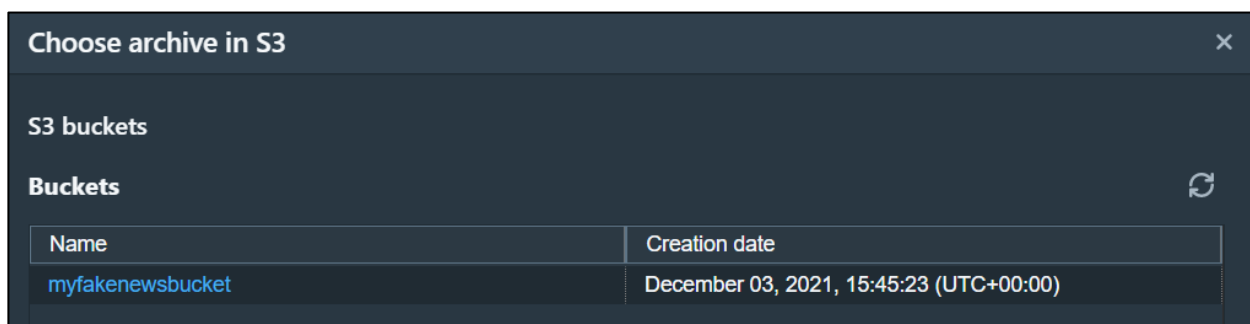 Choose archive in S3
S3 buckets
Buckets
Name Creation date
myfakenewsbucket December 03, 2021, 15:45:23 (UTC+00:00)